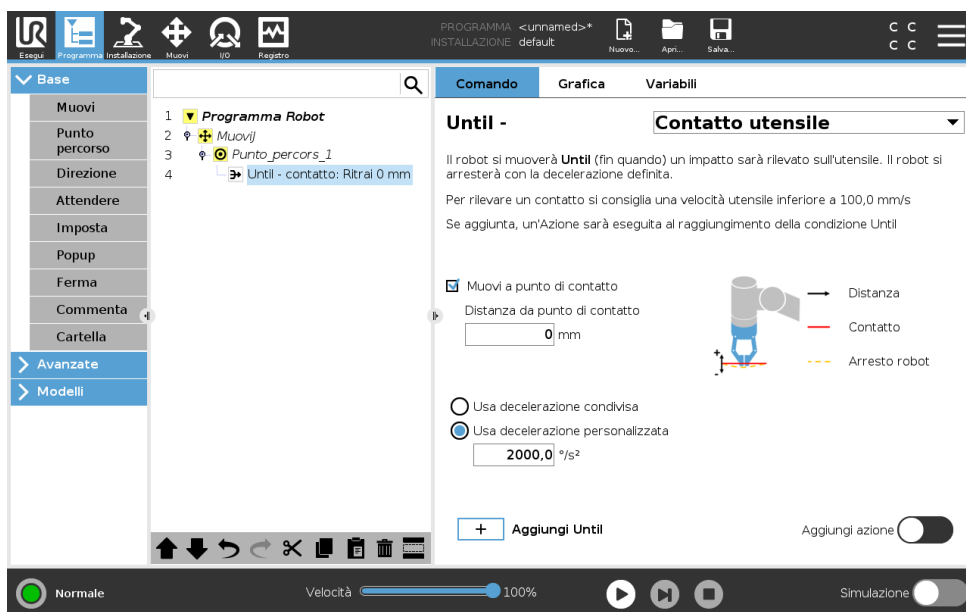 UR
Esegui
Programma
Installazione
Muovi
I/O
Registro
PROGRAMMA <unnamed>*
INSTALLAZIONE default
Nuovo...
Apri...
Salva...
C C
C C
Base
Muovi
Punto
percorso
Direzione
Attendere
Imposta
Popup
Ferma
Commenta
Cartella
Avanzate
Modelli
1 Programma Robot
2 MuoviJ
3 Punto_percors_1
4 Until - contatto: Ritrai 0 mm
Comando Grafica Variabili
Until - Contatto utensile
Il robot si muoverà Until (fin quando) un impatto sarà rilevato sull'utensile. Il robot si
arresterà con la decelerazione definita.
Per rilevare un contatto si consiglia una velocità utensile inferiore a 100,0 mm/s
Se aggiunta, un'Azione sarà eseguita al raggiungimento della condizione Until
Muovi a punto di contatto
Distanza da punto di contatto
0 mm
Distanza
Contatto
Arresto robot
+
-
Usa decelerazione condivisa
Usa decelerazione personalizzata
2000,0 °/s²
+ Aggiungi Until
Aggiungi azione
Normale
Velocità 100%
Simulazione